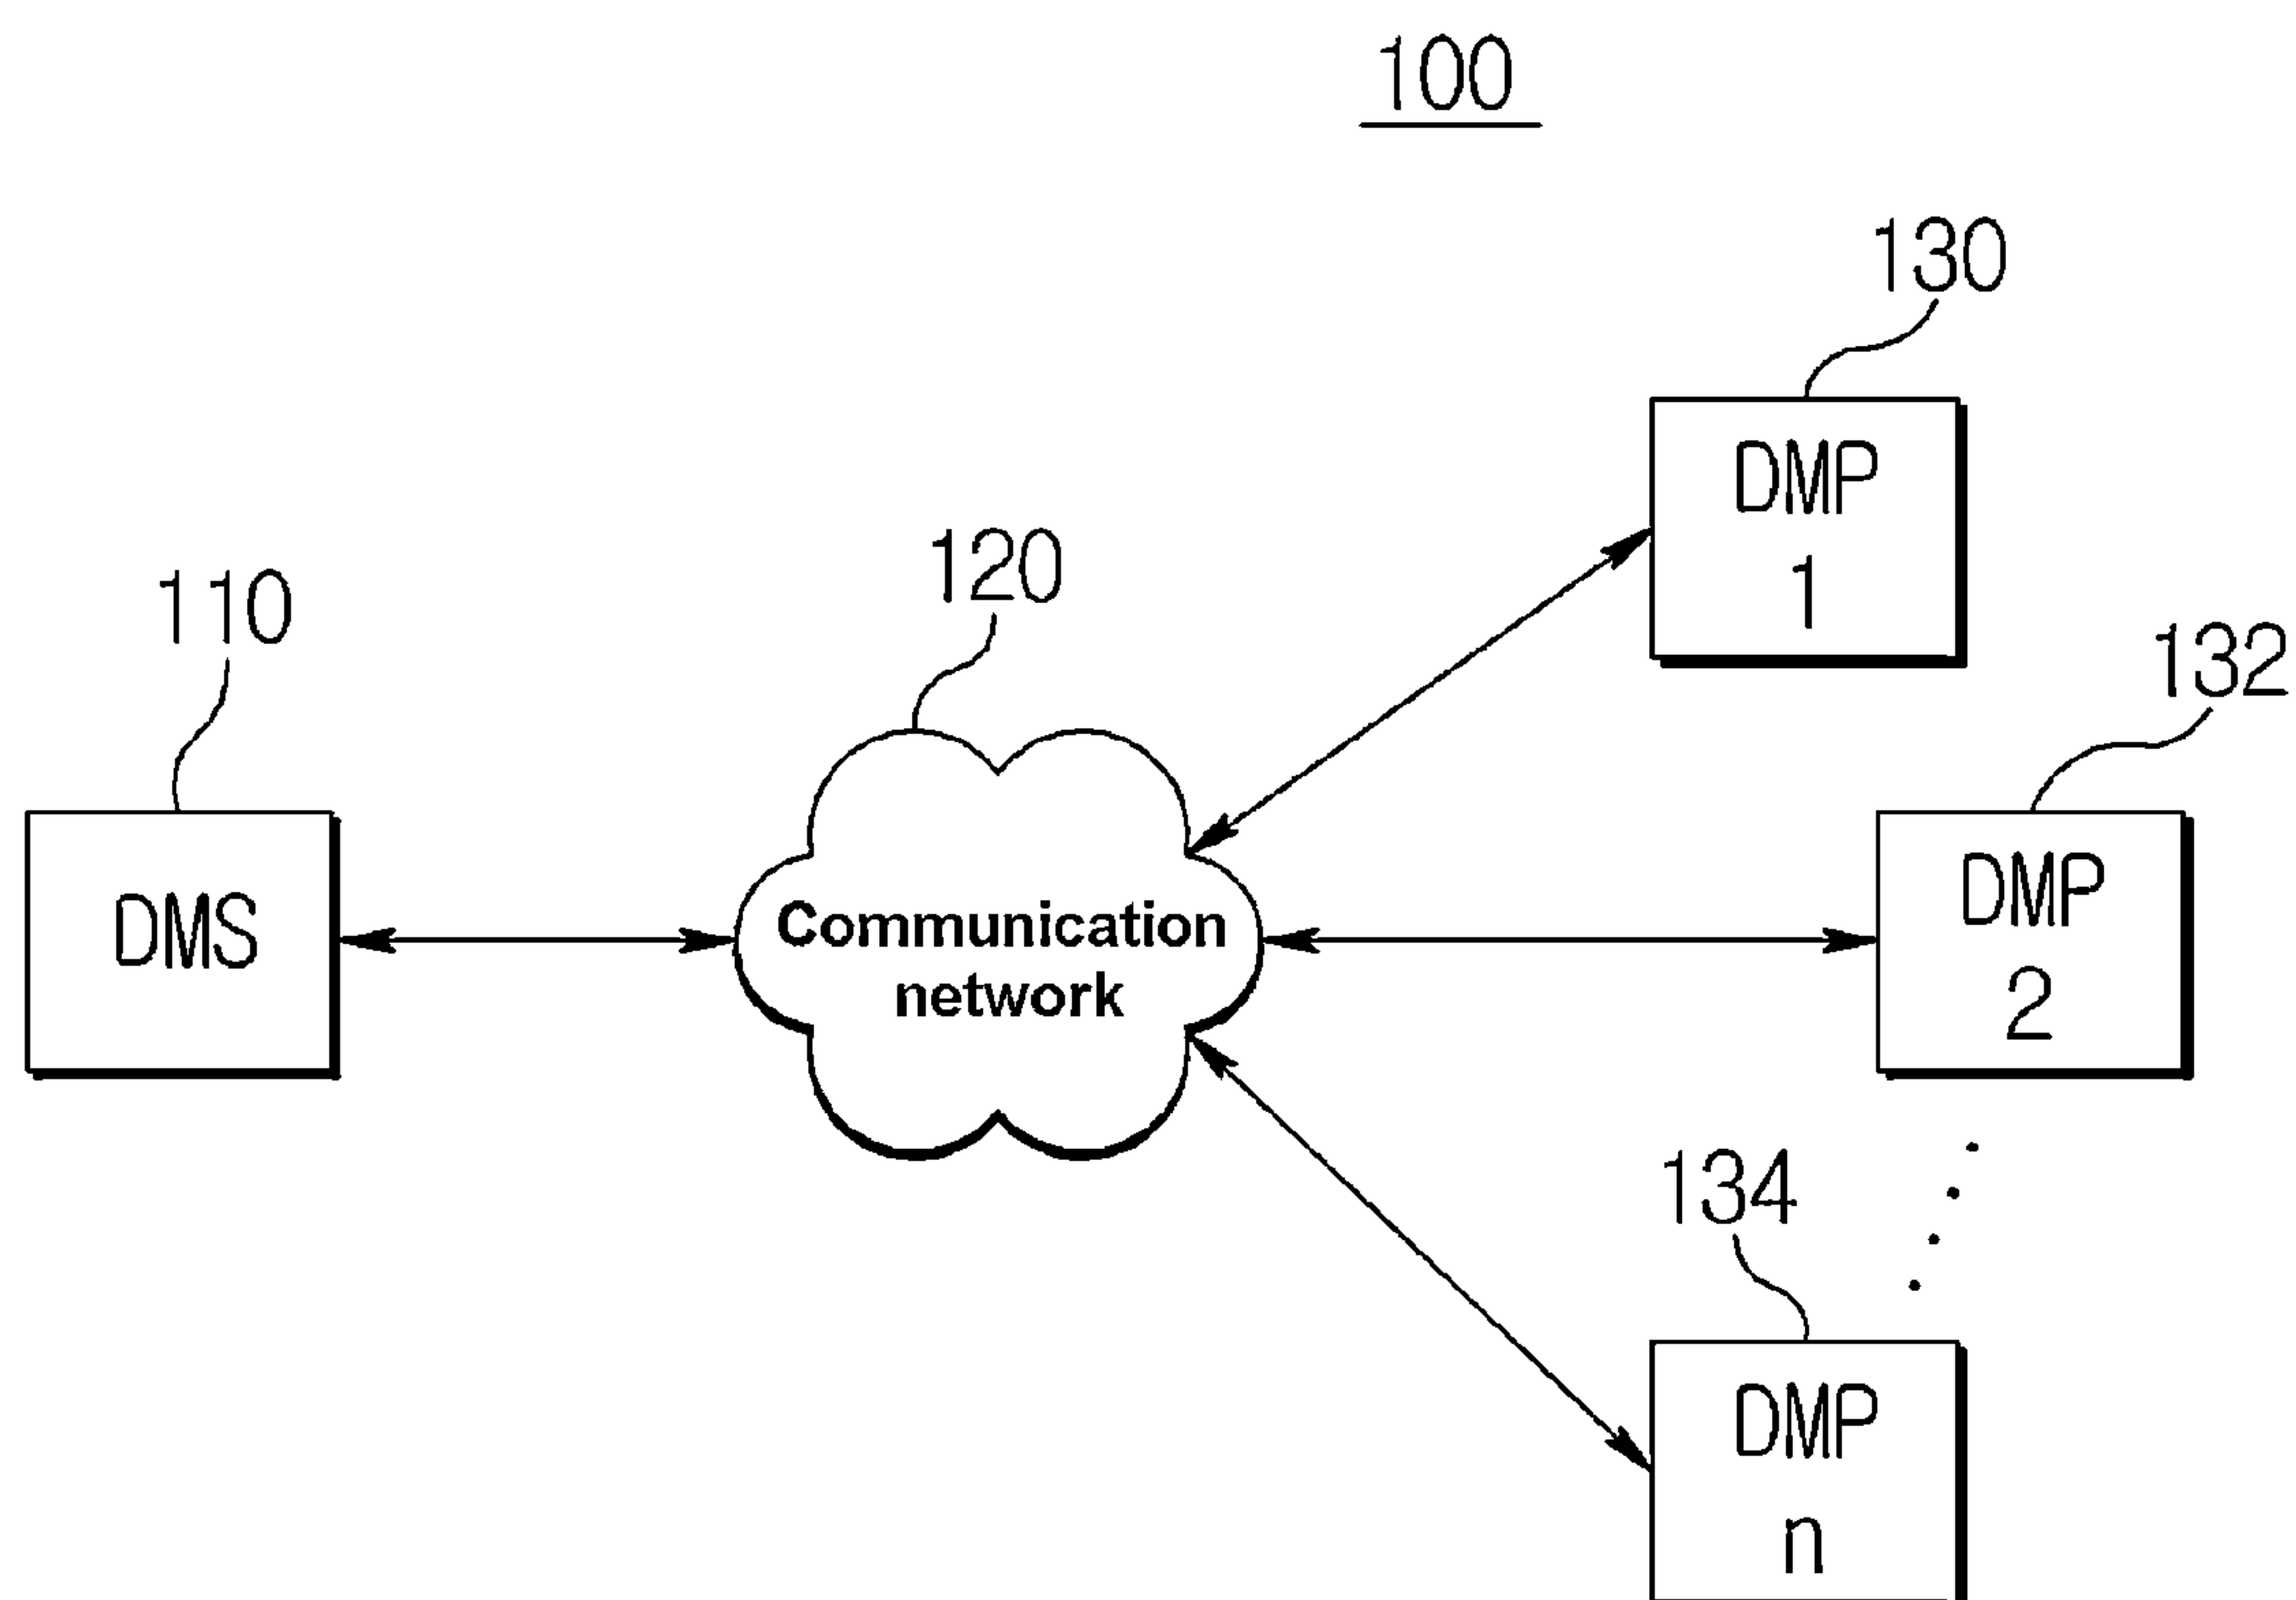 100
130
DMP
1
120
110
132
Communication
network
DMS
DMP
2
134
DMP
n